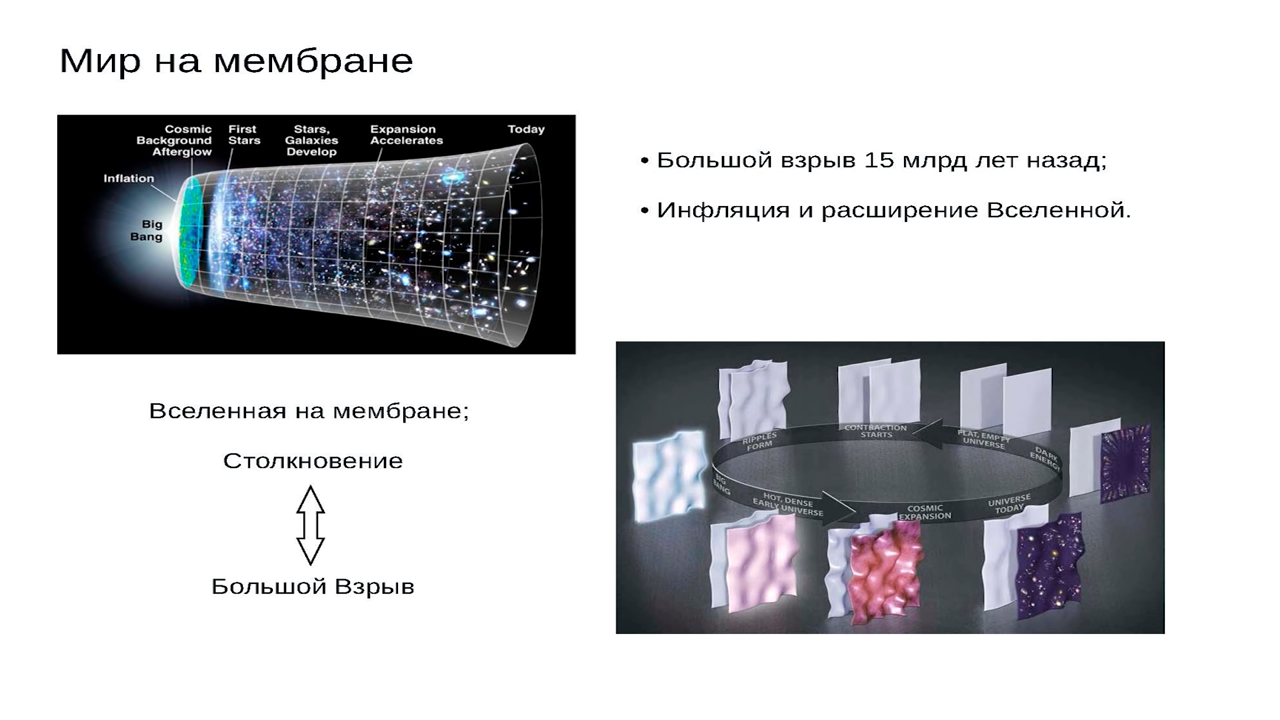 Мир на мембране
Cosmic
Background
Afterglow
First
Stars
Stars,
Galaxies
Develop
Expansion
Accelerates
Today
Inflation
Big
Bang
• Большой взрыв 15 млрд лет назад;
• Инфляция и расширение Вселенной.
Вселенная на мембране;
Столкновение
Большой Взрыв
RIPPLES
FORM
CONTRACTION
STARTS
FLAT, EMPTY
UNIVERSE
DARK
ENERGY
BIG
BANG
HOT, DENSE
EARLY UNIVERSE
COSMIC
EXPANSION
UNIVERSE
TODAY